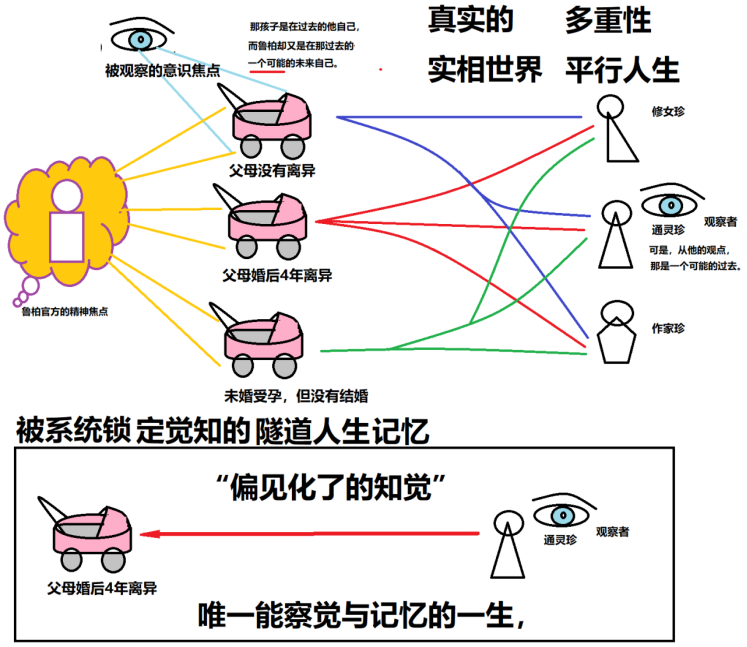 那孩子是在过去的他自己，
而鲁柏却又是在那过去的
一个可能的未来自己。
真实的 多重性
实相世界 平行人生
被观察的意识焦点
修女珍
父母没有离异
通灵珍 观察者
可是，从他的观点，
那是一个可能的过去。
父母婚后4年离异
鲁柏官方的精神焦点
作家珍
未婚受孕，但没有结婚
被系统锁 定觉知的 隧道人生记忆
“偏见化了的知觉”
通灵珍 观察者
父母婚后4年离异
唯一能察觉与记忆的一生，